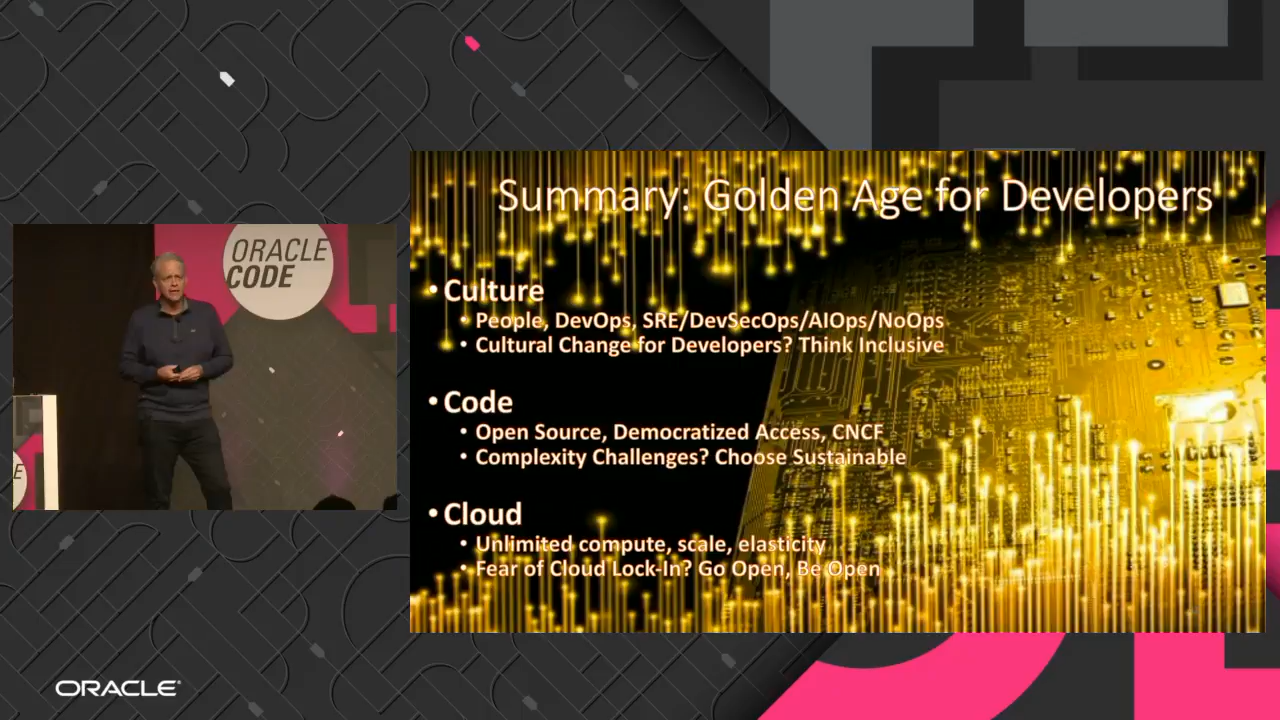 ORACLE
CODE
E
Summary: Golden Age for Developers
• Culture
• People, DevOps, SRE/DevSecOps/AIOps/NoOps
• Cultural Change for Developers? Think Inclusive
• Code
• Open Source, Democratized Access, CNCF
• Complexity Challenges? Choose Sustainable
• Cloud
• Unlimited compute, scale, elasticity
• Fear of Cloud Lock-In? Go Open, Be Open
ORACLE®